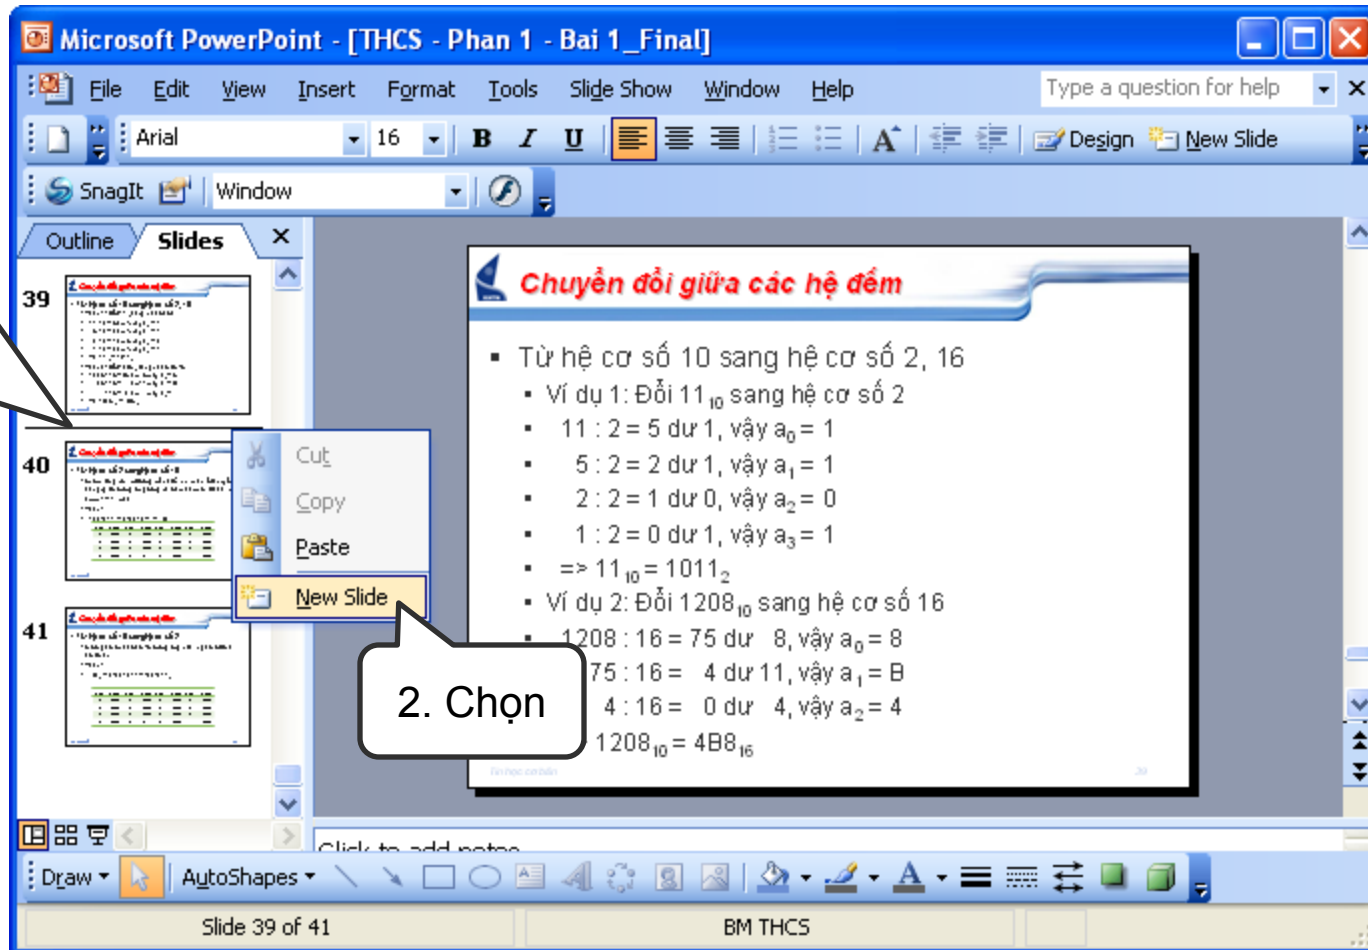 Microsoft PowerPoint - [THCS - Phan 1 - Bai 1_Final]
File Edit View Insert Format Tools Slide Show Window Help Type a question for help
Arial 16 B I U A Design New Slide
SnagIt Window
Outline Slides
Chuyển đổi giữa các hệ đếm
Từ hệ cơ số 10 sang hệ cơ số 2, 16
Ví dụ 1: Đổi 11₁₀ sang hệ cơ số 2
11 : 2 = 5 dư 1, vậy a₀ = 1
5 : 2 = 2 dư 1, vậy a₁ = 1
2 : 2 = 1 dư 0, vậy a₂ = 0
1 : 2 = 0 dư 1, vậy a₃ = 1
=> 11₁₀ = 1011₂
Ví dụ 2: Đổi 1208₁₀ sang hệ cơ số 16
1208 : 16 = 75 dư 8, vậy a₀ = 8
75 : 16 = 4 dư 11, vậy a₁ = B
4 : 16 = 0 dư 4, vậy a₂ = 4
1208₁₀ = 4B8₁₆
Tin học cơ bản 39
39
40
41
Cut
Copy
Paste
New Slide
2. Chọn
Click to add notes
Draw AutoShapes A
Slide 39 of 41 BM THCS